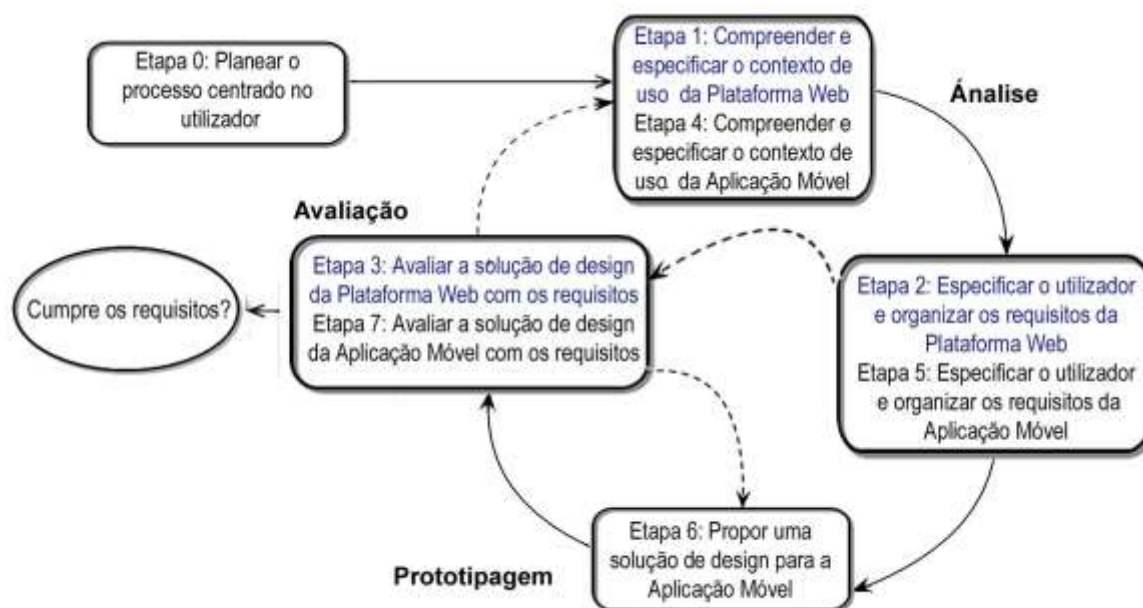 Etapa 0: Planear o
processo centrado no
utilizador
Etapa 1: Compreender e
especificar o contexto de
uso da Plataforma Web
Etapa 4: Compreender e
especificar o contexto de
uso da Aplicação Móvel
Ánalise
Avaliação
Etapa 3: Avaliar a solução de design
da Plataforma Web com os requisitos
Etapa 7: Avaliar a solução de design
da Aplicação Móvel com os requisitos
Cumpre os requisitos?
Etapa 2: Especificar o utilizador
e organizar os requisitos da
Plataforma Web
Etapa 5: Especificar o utilizador
e organizar os requisitos da
Aplicação Móvel
Etapa 6: Propor uma
solução de design para a
Aplicação Móvel
Prototipagem